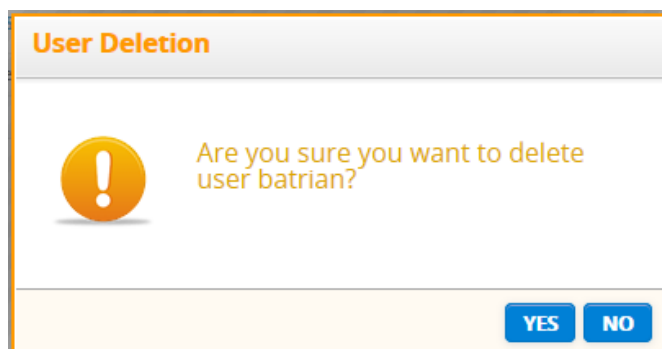 User Deletion
Are you sure you want to delete
user batrian?
YES NO